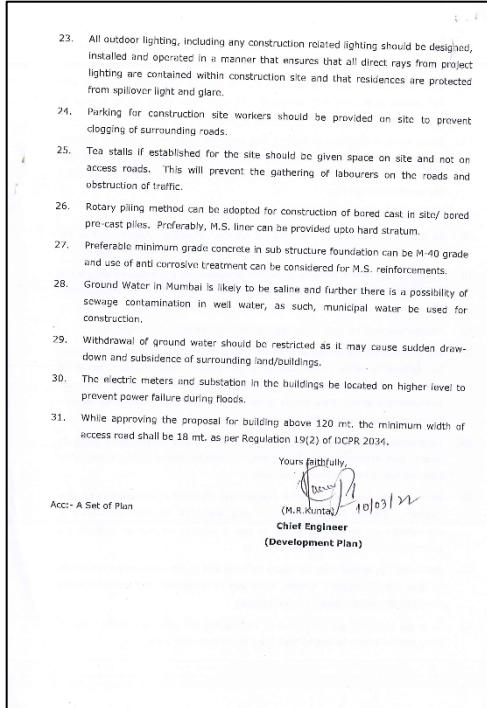 23. All outdoor lighting, including any construction related lighting should be designed,
installed and operated in a manner that ensures that all direct rays from project
lighting are contained within construction site and that residences are protected
from spillover light and glare.
24. Parking for construction site workers should be provided on site to prevent
clogging of surrounding roads.
25. Tea stalls if established for the site should be given space on site and not on
access roads. This will prevent the gathering of labourers on the roads and
obstruction of traffic.
26. Rotary piling method can be adopted for construction of bored cast in site/ bored
pre-cast piles. Preferably, M.S. liner can be provided upto hard stratum.
27. Preferable minimum grade concrete in sub structure foundation can be M-40 grade
and use of anti corrosive treatment can be considered for M.S. reinforcements.
28. Ground Water in Mumbai is likely to be saline and further there is a possibility of
sewage contamination in well water, as such, municipal water be used for
construction.
29. Withdrawal of ground water should be restricted as it may cause sudden draw-
down and subsidence of surrounding land/buildings.
30. The electric meters and substation in the buildings be located on higher level to
prevent power failure during floods.
31. While approving the proposal for building above 120 mt. the minimum width of
access road shall be 18 mt. as per Regulation 19(2) of DCPR 2034.
Yours faithfully,
10/03/22
Acc:- A Set of Plan
(M.R.Kunta)
Chief Engineer
(Development Plan)